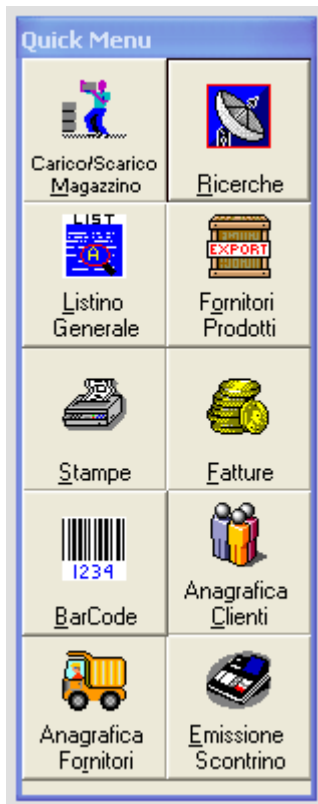 Quick Menu
Carico/Scarico
Magazzino
Ricerche
LIST
A
Listino
Generale
EXPORT
Fornitori
Prodotti
Stampe
Fatture
1234
BarCode
Anagrafica
Clienti
Anagrafica
Fornitori
Emissione
Scontrino